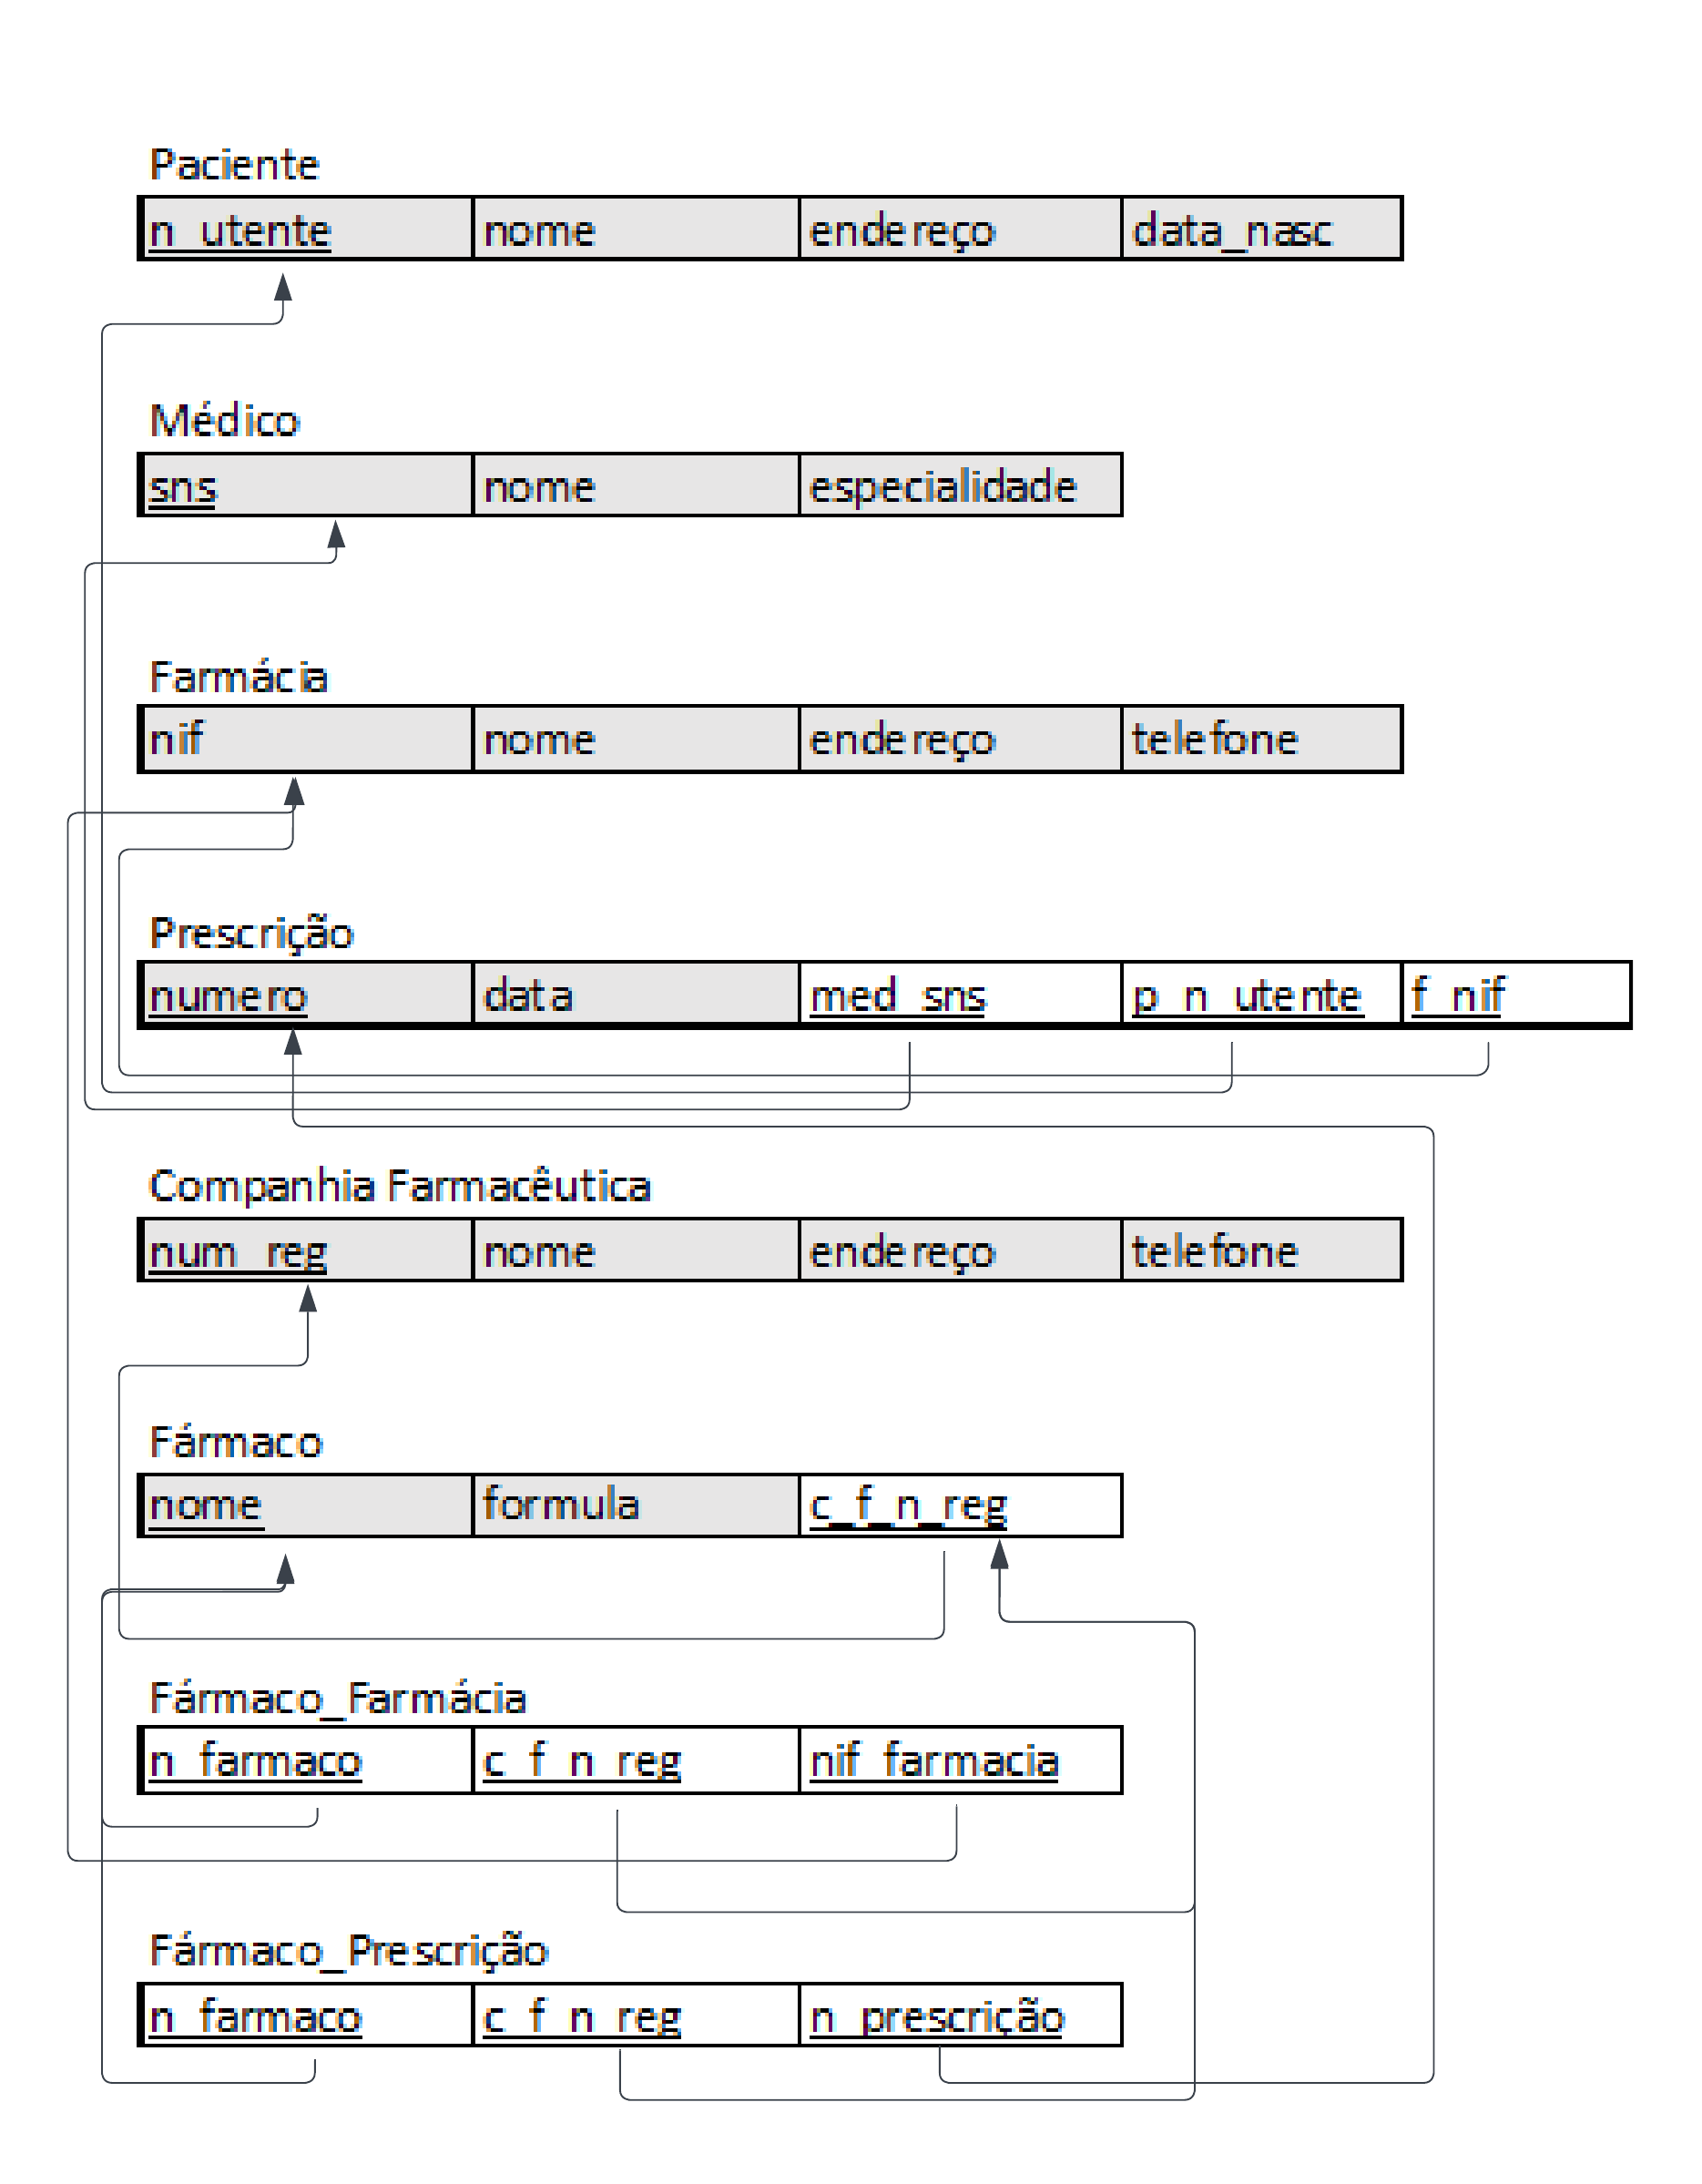 Paciente
n_utente nome endereço data_nasc
Médico
sns nome especialidade
Farmácia
nif nome endereço telefone
Prescrição
numero data med_sns p_n_utente f_nif
Companhia Farmacêutica
num_reg nome endereço telefone
Fármaco
nome formula c_f_n_reg
Fármaco_Farmácia
n_farmaco c_f_n_reg nif_farmacia
Fármaco_Prescrição
n_farmaco c_f_n_reg n_prescrição